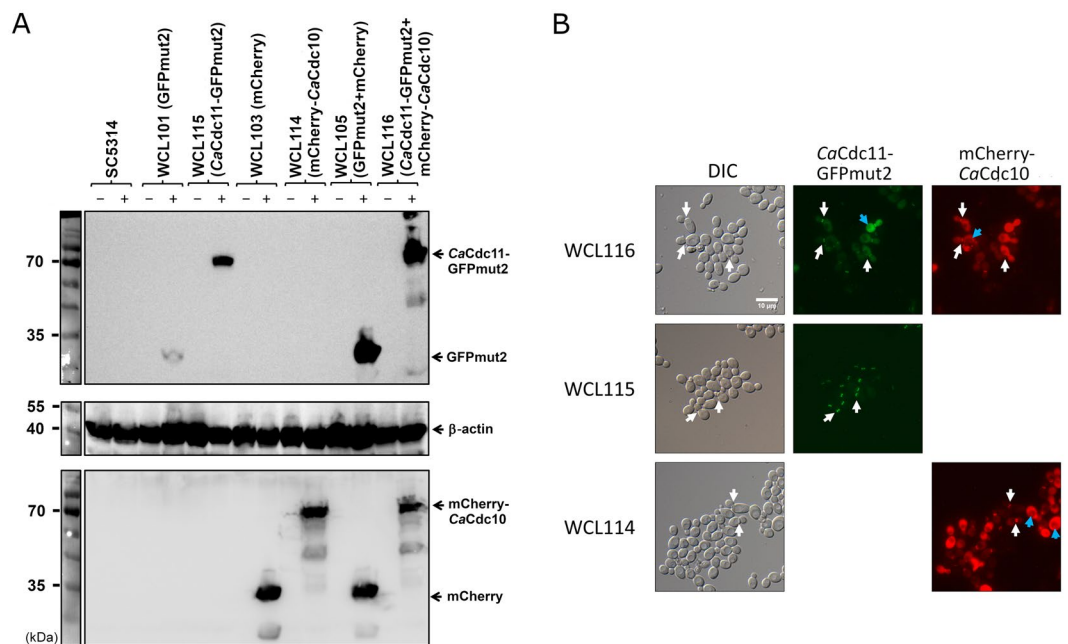 A
B
SC5314
WCL101 (GFPmut2)
WCL115
(CaCdc11-GFPmut2)
WCL103 (mCherry)
WCL114
(mCherry-CaCdc10)
WCL105
(GFPmut2+mCherry)
WCL116
(CaCdc11-GFPmut2+
mCherry-CaCdc10)
− + − + − + − + − + − + − +
70
35
CaCdc11-
GFPmut2
GFPmut2
55
40
β-actin
70
35
(kDa)
mCherry-
CaCdc10
mCherry
DIC
CaCdc11-
GFPmut2
mCherry-
CaCdc10
WCL116
10 μm
WCL115
WCL114